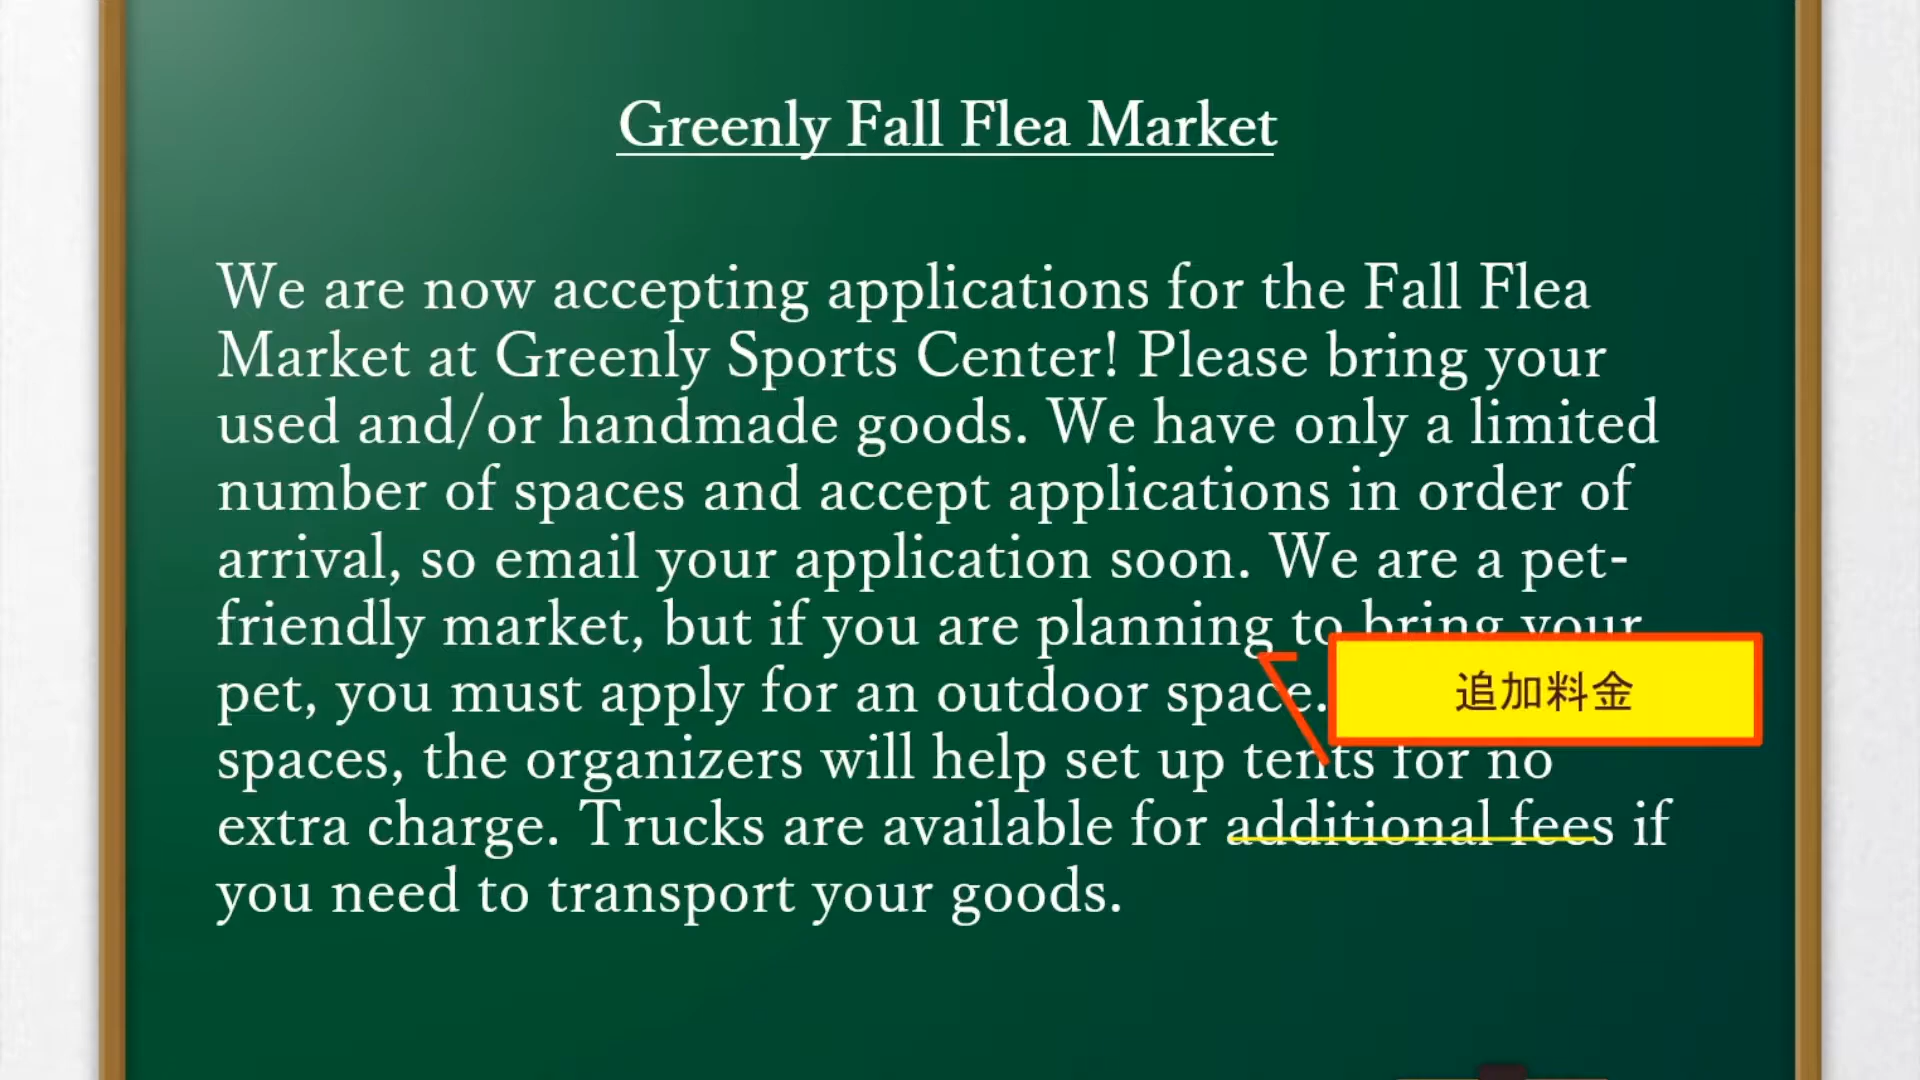 Greenly Fall Flea Market
We are now accepting applications for the Fall Flea
Market at Greenly Sports Center! Please bring your
used and/or handmade goods. We have only a limited
number of spaces and accept applications in order of
arrival, so email your application soon. We are a pet-
friendly market, but if you are planning to bring your
pet, you must apply for an outdoor space.
追加料金
spaces, the organizers will help set up tents for no
extra charge. Trucks are available for additional fees if
you need to transport your goods.